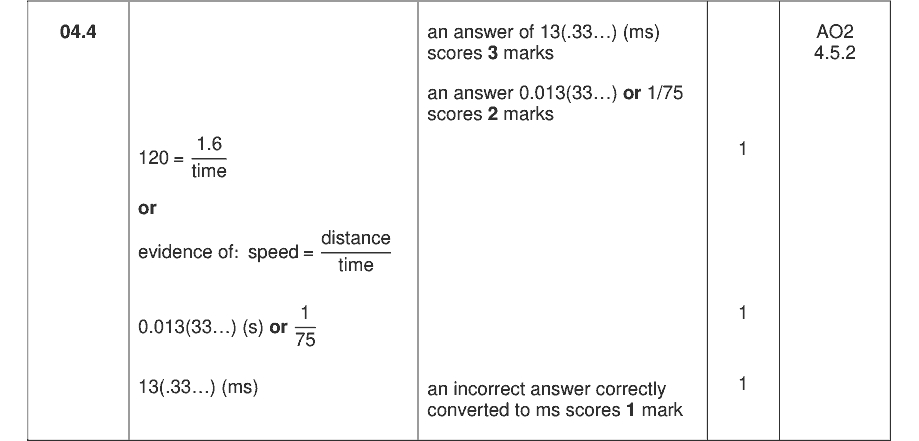 04.4
an answer of 13(.33…) (ms)
scores 3 marks
AO2
4.5.2
an answer 0.013(33…) or 1/75
scores 2 marks
120 = 1.6/time
1
or
evidence of: speed = distance/time
0.013(33…) (s) or 1/75
1
13(.33…) (ms)
an incorrect answer correctly
converted to ms scores 1 mark
1